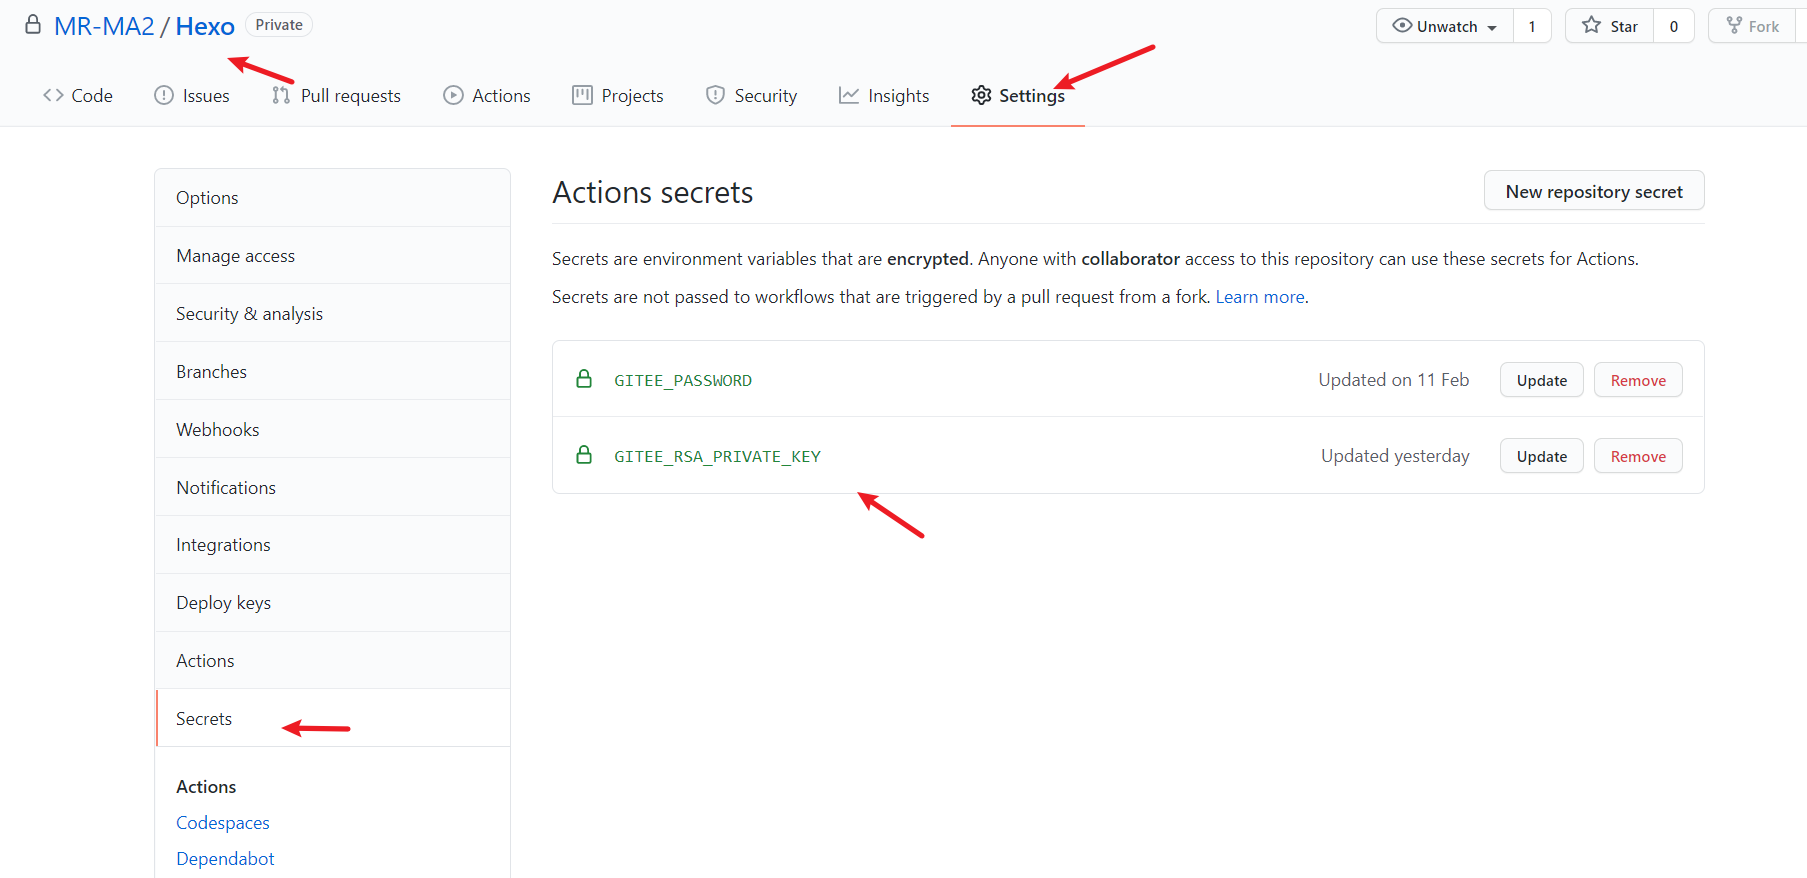 MR-MA2 / Hexo Private
Unwatch 1 Star 0 Fork
Code Issues Pull requests Actions Projects Security Insights Settings
Options
Manage access
Security & analysis
Branches
Webhooks
Notifications
Integrations
Deploy keys
Actions
Secrets
Actions
Codespaces
Dependabot
Actions secrets
New repository secret
Secrets are environment variables that are encrypted. Anyone with collaborator access to this repository can use these secrets for Actions.
Secrets are not passed to workflows that are triggered by a pull request from a fork. Learn more.
GITEE_PASSWORD Updated on 11 Feb Update Remove
GITEE_RSA_PRIVATE_KEY Updated yesterday Update Remove